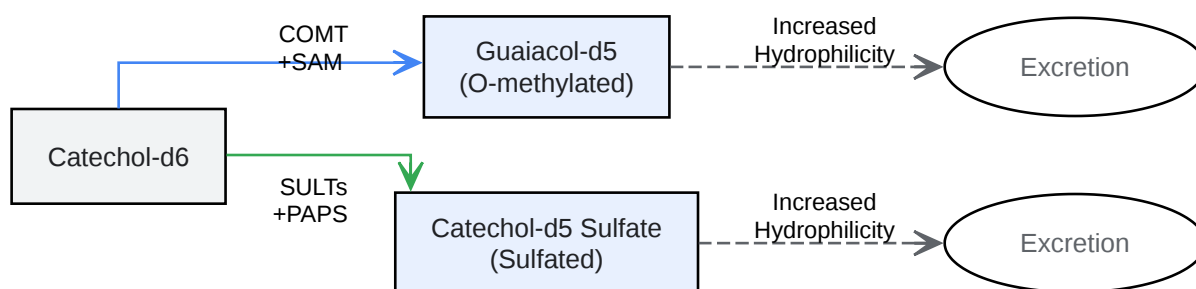 COMT
+SAM
Guaiacol-d5
(O-methylated)
Increased
Hydrophilicity
Excretion
Catechol-d6
SULTs
+PAPS
Catechol-d5 Sulfate
(Sulfated)
Increased
Hydrophilicity
Excretion